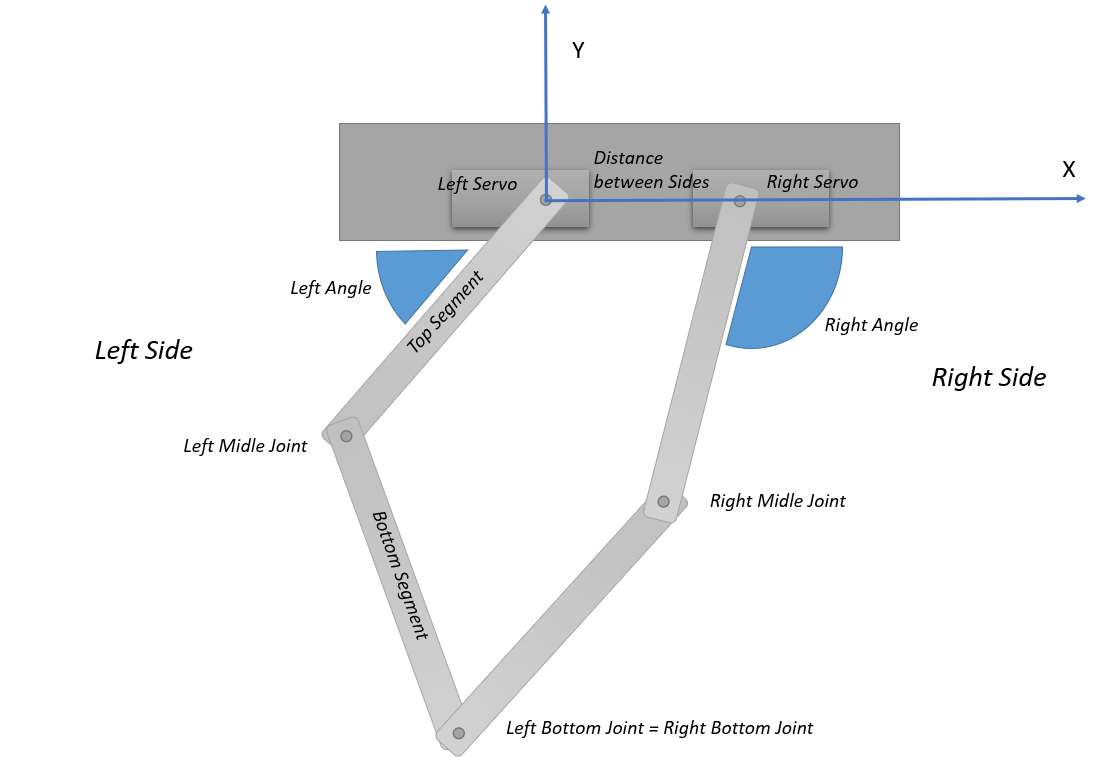 Y
X
Distance
between Sides
Left Servo
Right Servo
Left Angle
Top Segment
Right Angle
Left Side
Right Side
Left Midle Joint
Right Midle Joint
Bottom Segment
Left Bottom Joint = Right Bottom Joint